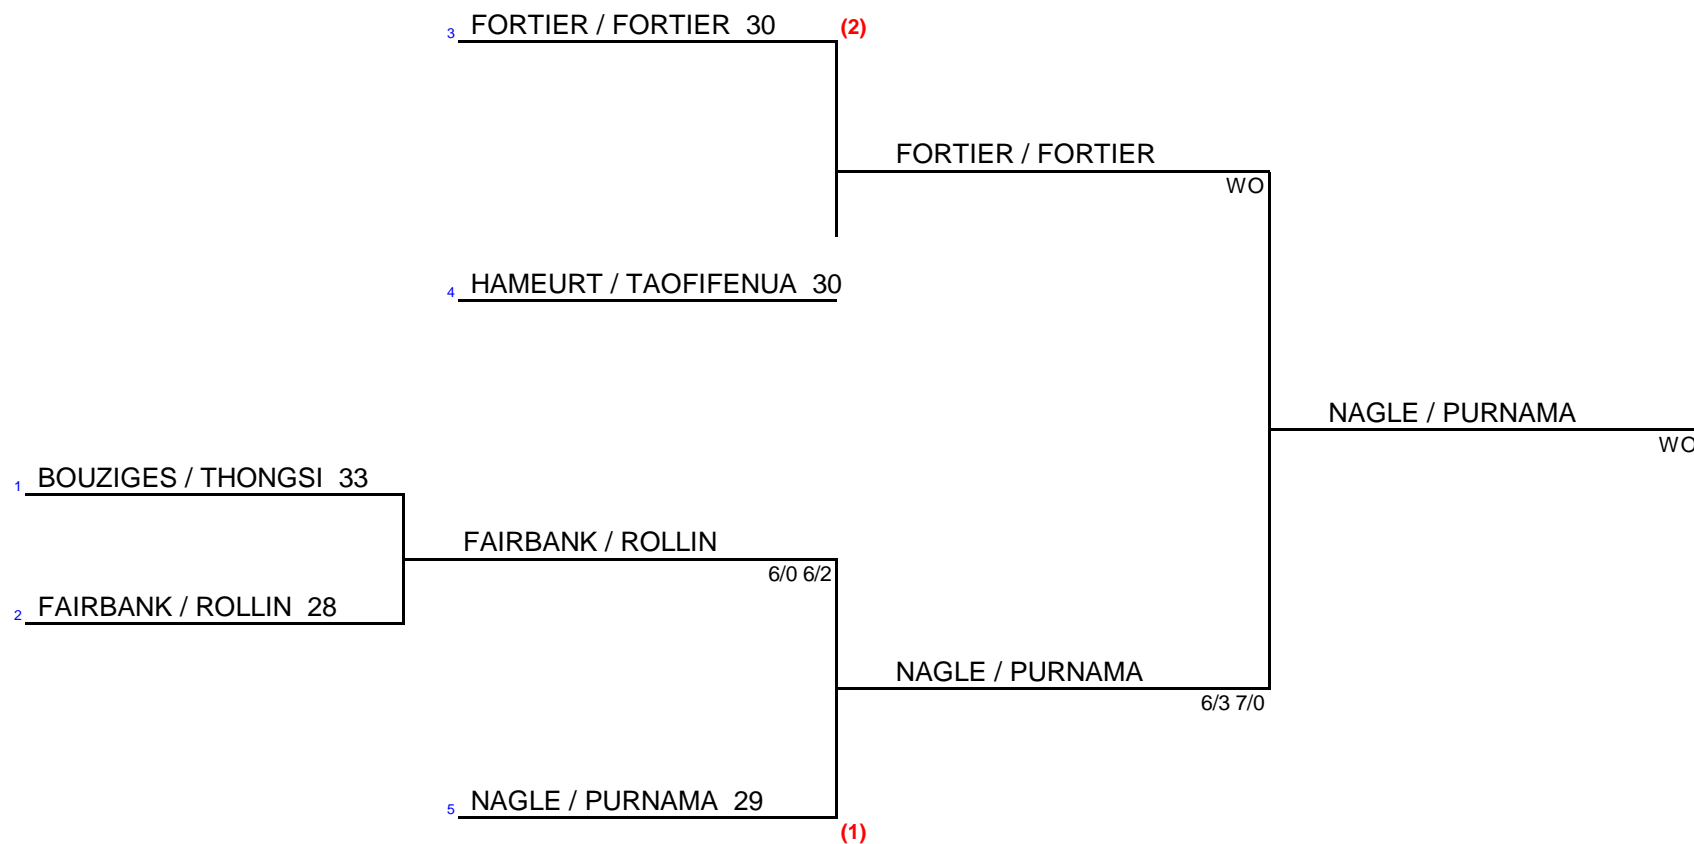 3 FORTIER / FORTIER 30 (2)
FORTIER / FORTIER
WO
4 HAMEURT / TAOFIFENUA 30
NAGLE / PURNAMA
WO
1 BOUZIGES / THONGSI 33
FAIRBANK / ROLLIN
6/0 6/2
2 FAIRBANK / ROLLIN 28
NAGLE / PURNAMA
6/3 7/0
5 NAGLE / PURNAMA 29
(1)